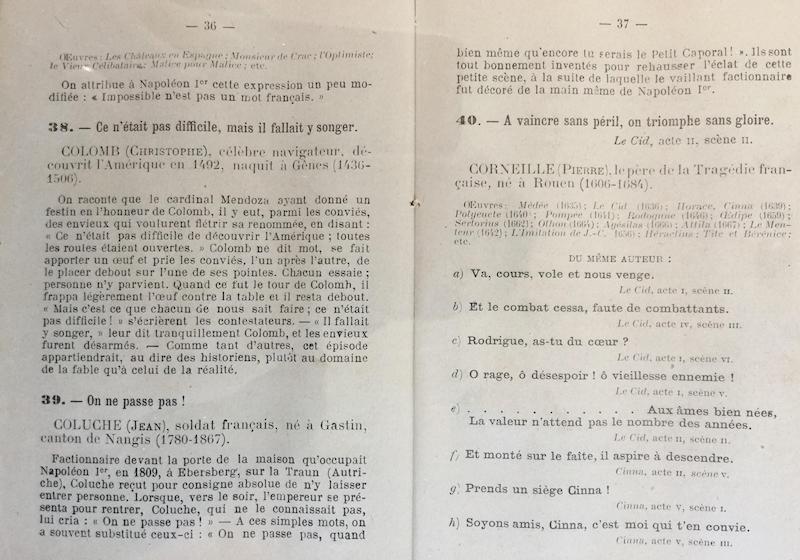 — 36 —
Œuvres : Les Châteaux en Espagne ; Monsieur de Crac ; l'Optimiste ;
le Vieux Célibataire ; Malice pour Malice ; etc.
On attribue à Napoléon Ier cette expression un peu mo-
difiée : « Impossible n'est pas un mot français. »
38. — Ce n'était pas difficile, mais il fallait y songer.
COLOMB (CHRISTOPHE), célèbre navigateur, dé-
couvrit l'Amérique en 1492, naquit à Gênes (1436-
1506).
On raconte que le cardinal Mendoza ayant donné un
festin en l'honneur de Colomb, il y eut, parmi les conviés,
des envieux qui voulurent flétrir sa renommée, en disant :
« Ce n'était pas difficile de découvrir l'Amérique ; toutes
les routes étaient ouvertes. » Colomb ne dit mot, se fait
apporter un œuf et prie les conviés, l'un après l'autre, de
le placer debout sur l'une de ses pointes. Chacun essaie ;
personne n'y parvient. Quand ce fut le tour de Colomb, il
frappa légèrement l'œuf contre la table et il resta debout.
« Mais c'est ce que chacun de nous sait faire ; ce n'était
pas difficile ! » s'écrièrent les contestateurs. — « Il fallait
y songer, » leur dit tranquillement Colomb, et les envieux
furent désarmés. — Comme tant d'autres, cet épisode
appartiendrait, au dire des historiens, plutôt au domaine
de la fable qu'à celui de la réalité.
39. — On ne passe pas !
COLUCHE (JEAN), soldat français, né à Gastin,
canton de Nangis (1780-1867).
Factionnaire devant la porte de la maison qu'occupait
Napoléon Ier, en 1809, à Ebersberg, sur la Traun (Autri-
che), Coluche reçut pour consigne absolue de n'y laisser
entrer personne. Lorsque, vers le soir, l'empereur se pré-
senta pour rentrer, Coluche, qui ne le connaissait pas,
lui cria : « On ne passe pas ! » — A ces simples mots, on
a souvent substitué ceux-ci : « On ne passe pas, quand
— 37 —
bien même qu'encore tu serais le Petit Caporal ! ». Ils sont
tout bonnement inventés pour rehausser l'éclat de cette
petite scène, à la suite de laquelle le vaillant factionnaire
fut décoré de la main même de Napoléon Ier.
40. — A vaincre sans péril, on triomphe sans gloire.
Le Cid, acte II, scène II.
CORNEILLE (PIERRE), le père de la Tragédie fran-
çaise, né à Rouen (1606-1684).
Œuvres : Médée (1635) ; Le Cid (1636) ; Horace, Cinna (1639) ;
Polyeucte (1640) ; Pompée (1641) ; Rodogune (1646) ; Œdipe (1659) ;
Sertorius (1662) ; Othon (1664) ; Agésilas (1666) ; Attila (1667) ; Le Men-
teur (1642) ; L'Imitation de J.-C. 1656) ; Héraclius ; Tite et Bérénice ;
etc.
DU MÊME AUTEUR :
a) Va, cours, vole et nous venge.
Le Cid, acte I, scène II.
b) Et le combat cessa, faute de combattants.
Le Cid, acte IV, scène III.
c) Rodrigue, as-tu du cœur ?
Le Cid, acte I, scène VI.
d) O rage, ô désespoir ! ô vieillesse ennemie !
Le Cid, acte I, scène V.
e) . . . . . . . . . . . Aux âmes bien nées,
La valeur n'attend pas le nombre des années.
Le Cid, acte II, scène II.
f) Et monté sur le faîte, il aspire à descendre.
Cinna, acte II, scène V.
g) Prends un siège Cinna !
Cinna, acte V, scène I.
h) Soyons amis, Cinna, c'est moi qui t'en convie.
Cinna, acte V, scène III.